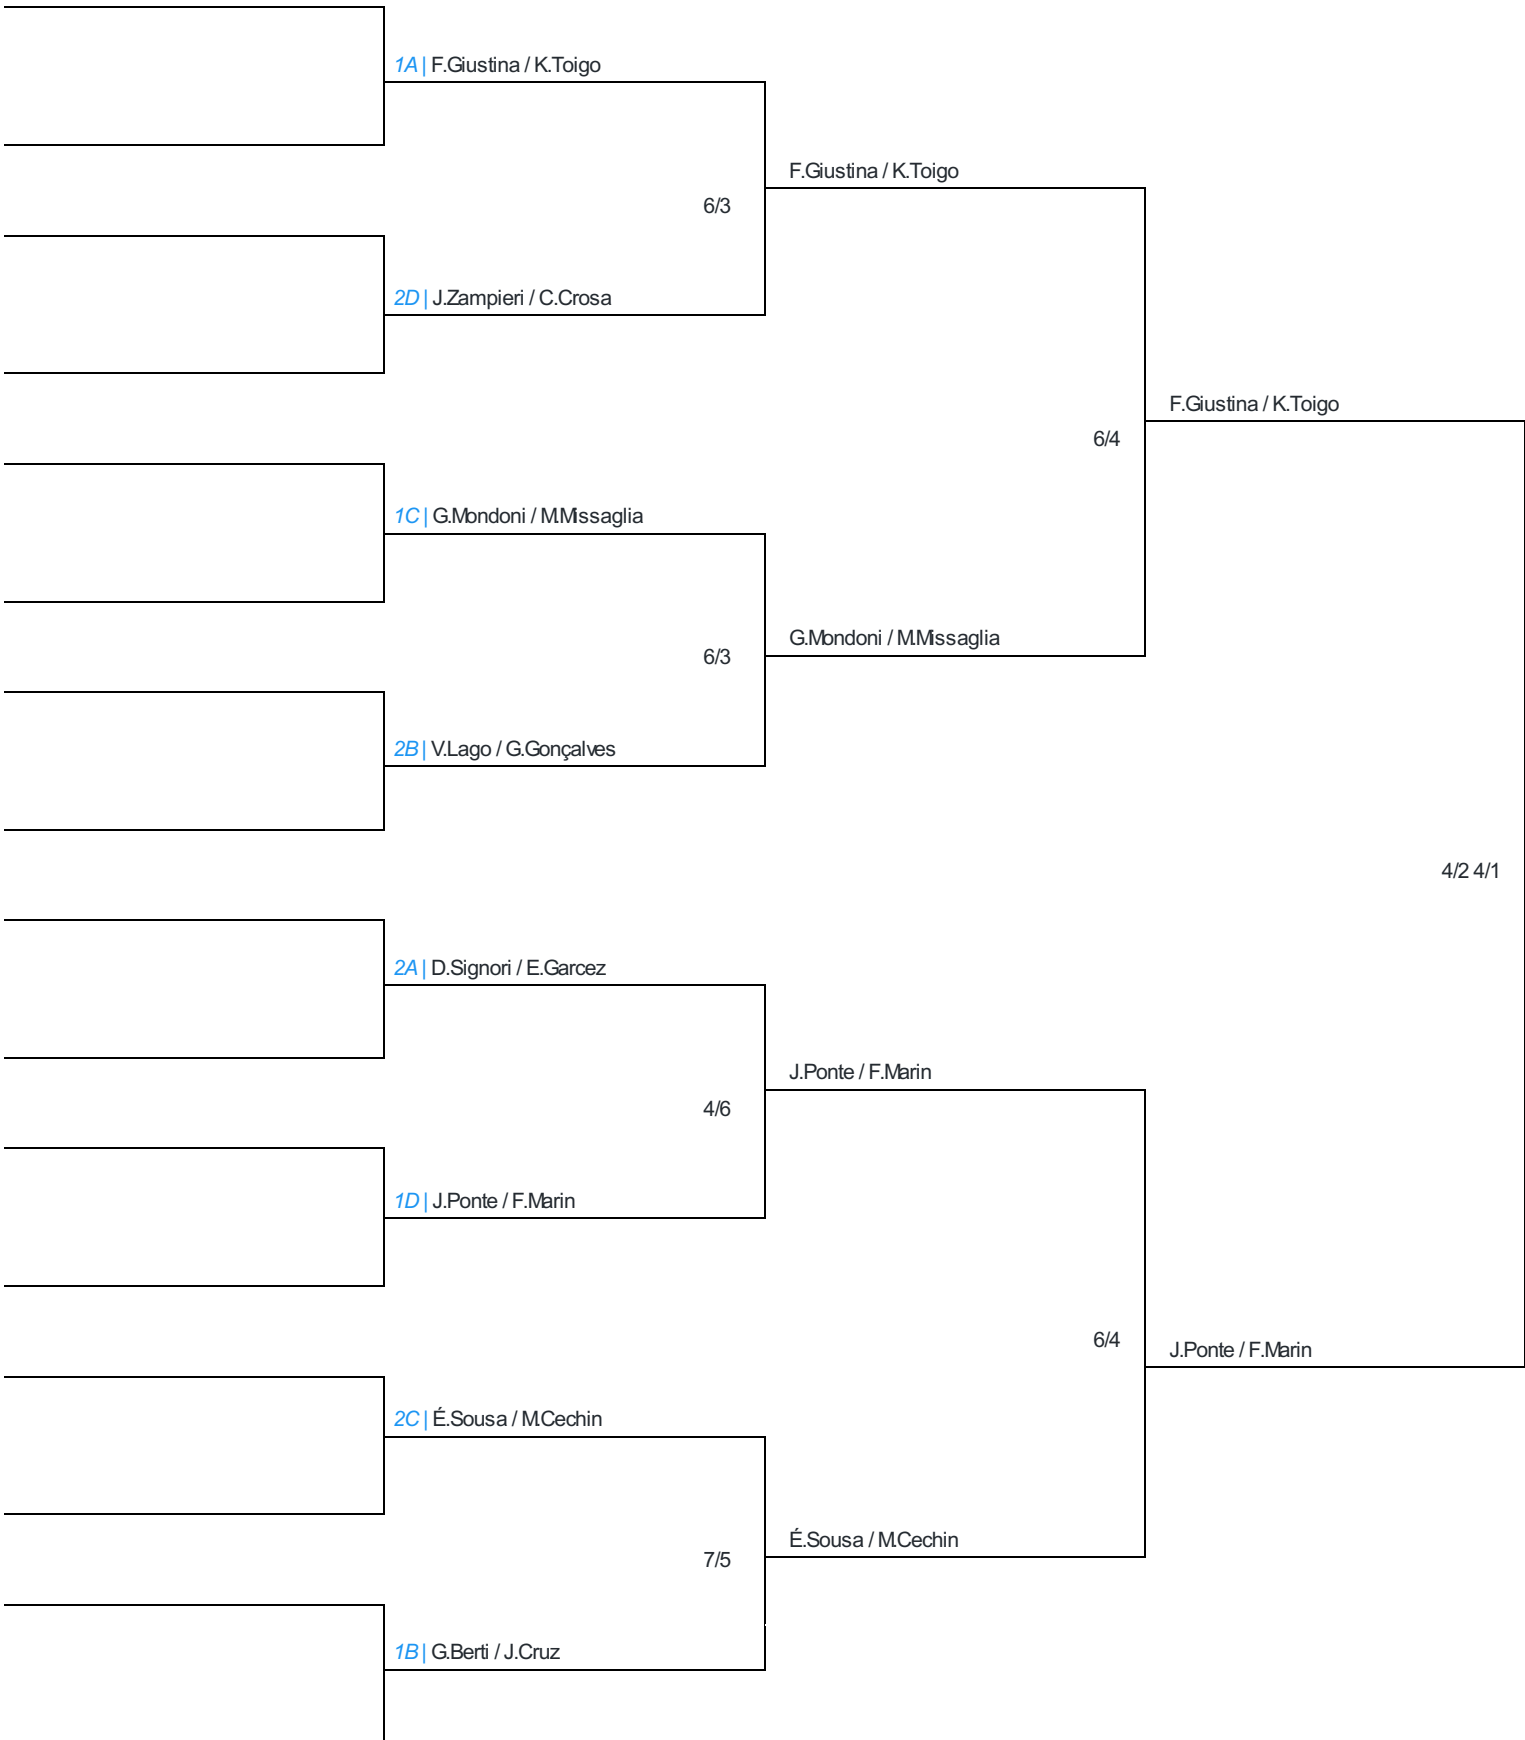 1A | F.Giustina / K.Toigo
F.Giustina / K.Toigo
6/3
2D | J.Zampieri / C.Crosa
F.Giustina / K.Toigo
6/4
1C | G.Mondoni / M.Missaglia
G.Mondoni / M.Missaglia
6/3
2B | V.Lago / G.Gonçalves
4/2 4/1
2A | D.Signori / E.Garcez
J.Ponte / F.Marin
4/6
1D | J.Ponte / F.Marin
6/4
J.Ponte / F.Marin
2C | É.Sousa / M.Cechin
É.Sousa / M.Cechin
7/5
1B | G.Berti / J.Cruz